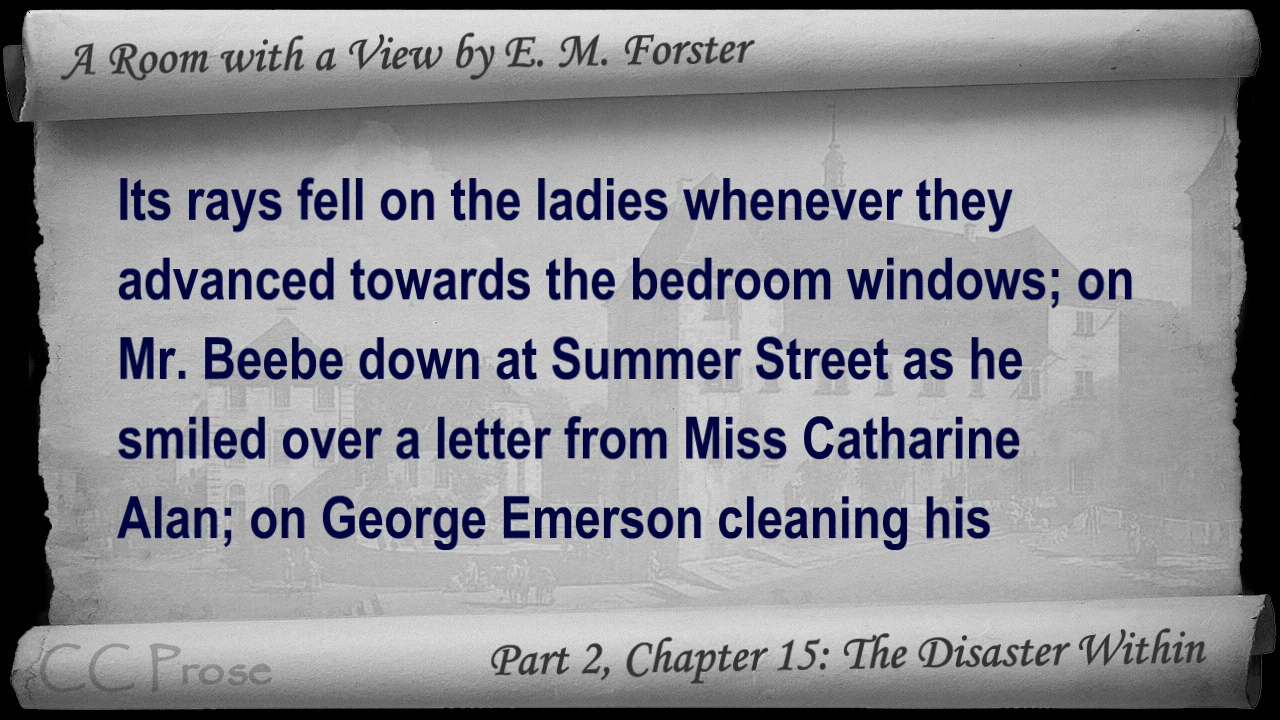 A Room with a View by E. M. Forster
Its rays fell on the ladies whenever they
advanced towards the bedroom windows; on
Mr. Beebe down at Summer Street as he
smiled over a letter from Miss Catharine
Alan; on George Emerson cleaning his
CC Prose
Part 2, Chapter 15: The Disaster Within